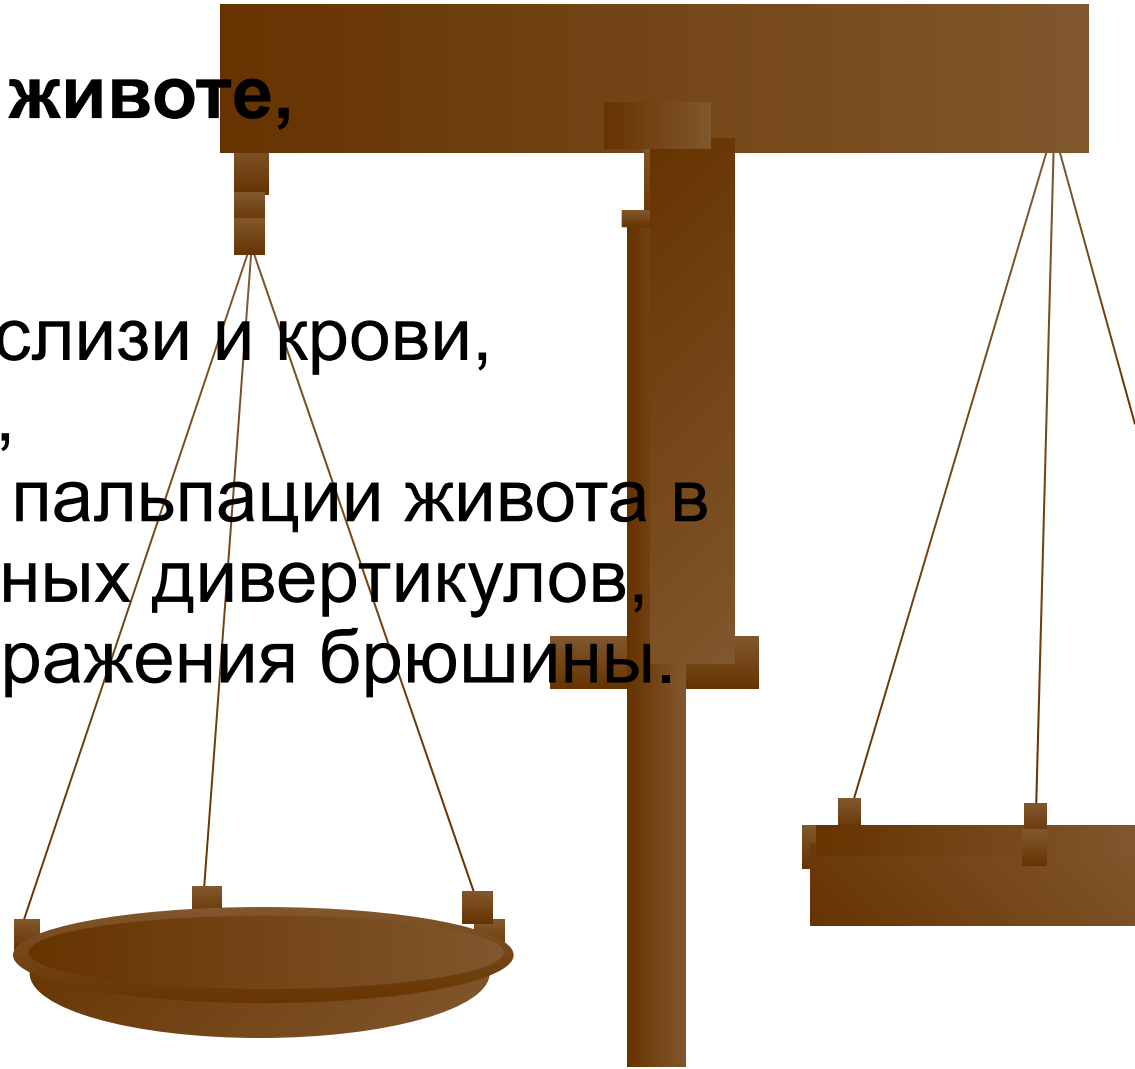 животе,
слизи и крови,
,
пальпации живота в
ных дивертикулов,
ражения брюшины.